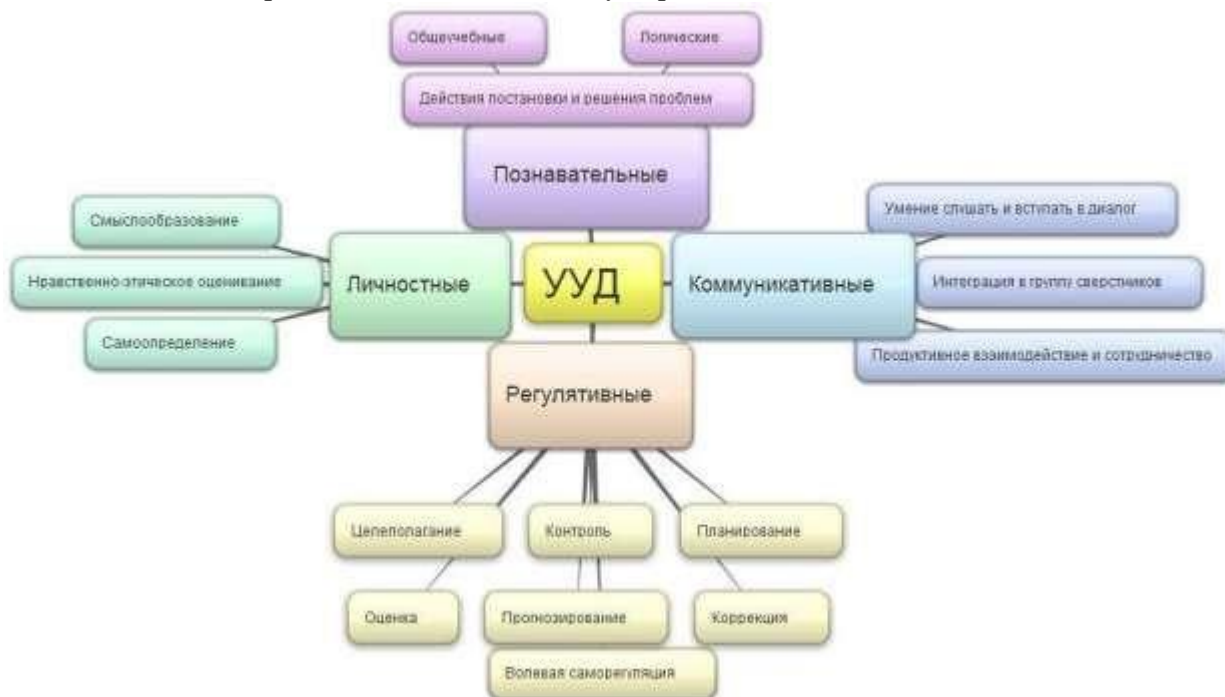 Общеучебные
Логические
Действия постановки и решения проблем
Познавательные
Смыслообразование
Нравственно-этическое оценивание
Самоопределение
Личностные
УУД
Коммуникативные
Умение слушать и вступать в диалог
Интеграция в группу сверстников
Продуктивное взаимодействие и сотрудничество
Регулятивные
Целеполагание
Контроль
Планирование
Оценка
Прогнозирование
Коррекция
Волевая саморегуляция